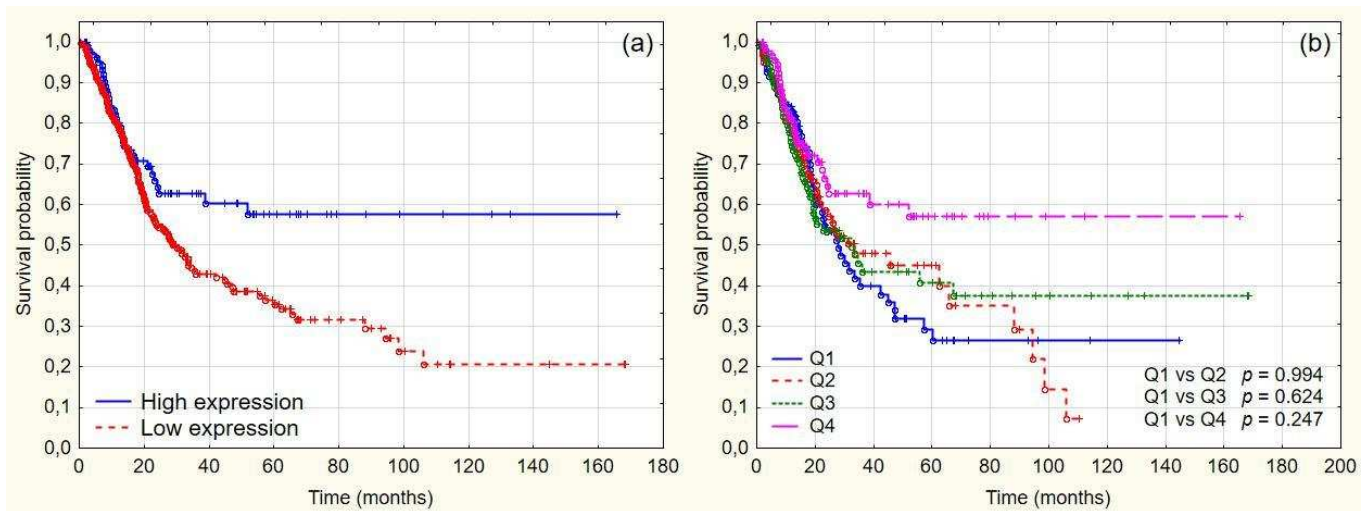 (a)
Survival probability
1,0
0,9
0,8
0,7
0,6
0,5
0,4
0,3
0,2
0,1
0,0
High expression
Low expression
0 20 40 60 80 100 120 140 160 180
Time (months)
(b)
Survival probability
1,0
0,9
0,8
0,7
0,6
0,5
0,4
0,3
0,2
0,1
0,0
Q1
Q2
Q3
Q4
Q1 vs Q2 p = 0.994
Q1 vs Q3 p = 0.624
Q1 vs Q4 p = 0.247
0 20 40 60 80 100 120 140 160 180 200
Time (months)